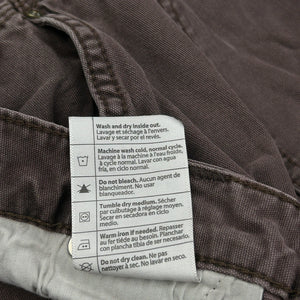 Wash and dry inside out.
Lavage et séchage à l'envers.
Lavar y secar por el revés.
Machine wash cold, normal cycle.
Lavage à la machine à l'eau froide,
à cycle normal. Lavar con agua
fría, en ciclo normal.
Do not bleach. Aucun agent de
blanchiment. No usar
blanqueador.
Tumble dry medium. Sécher
par culbutage à réglage moyen.
Secar en secadora en ciclo
medio.
Warm iron if needed. Repasser
au fer tiède au besoin. Planchar
con plancha tibia de ser necesario.
Do not dry clean. Ne pas
nettoyer à sec. No lavar en seco.